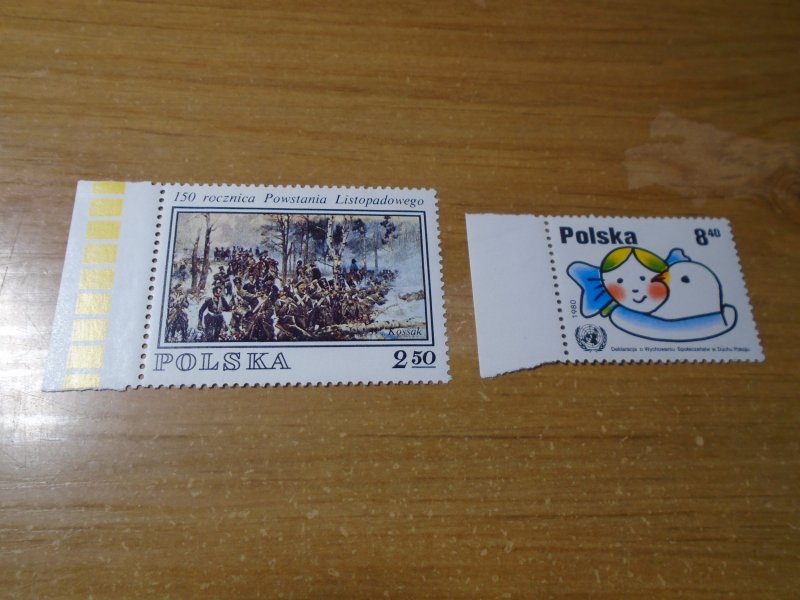 150 rocznica Powstania Listopadowego
Kossak
POLSKA 2 50
Polska 8 40
1980
Deklaracja o Wychowaniu Społeczeństw w Duchu Pokoju